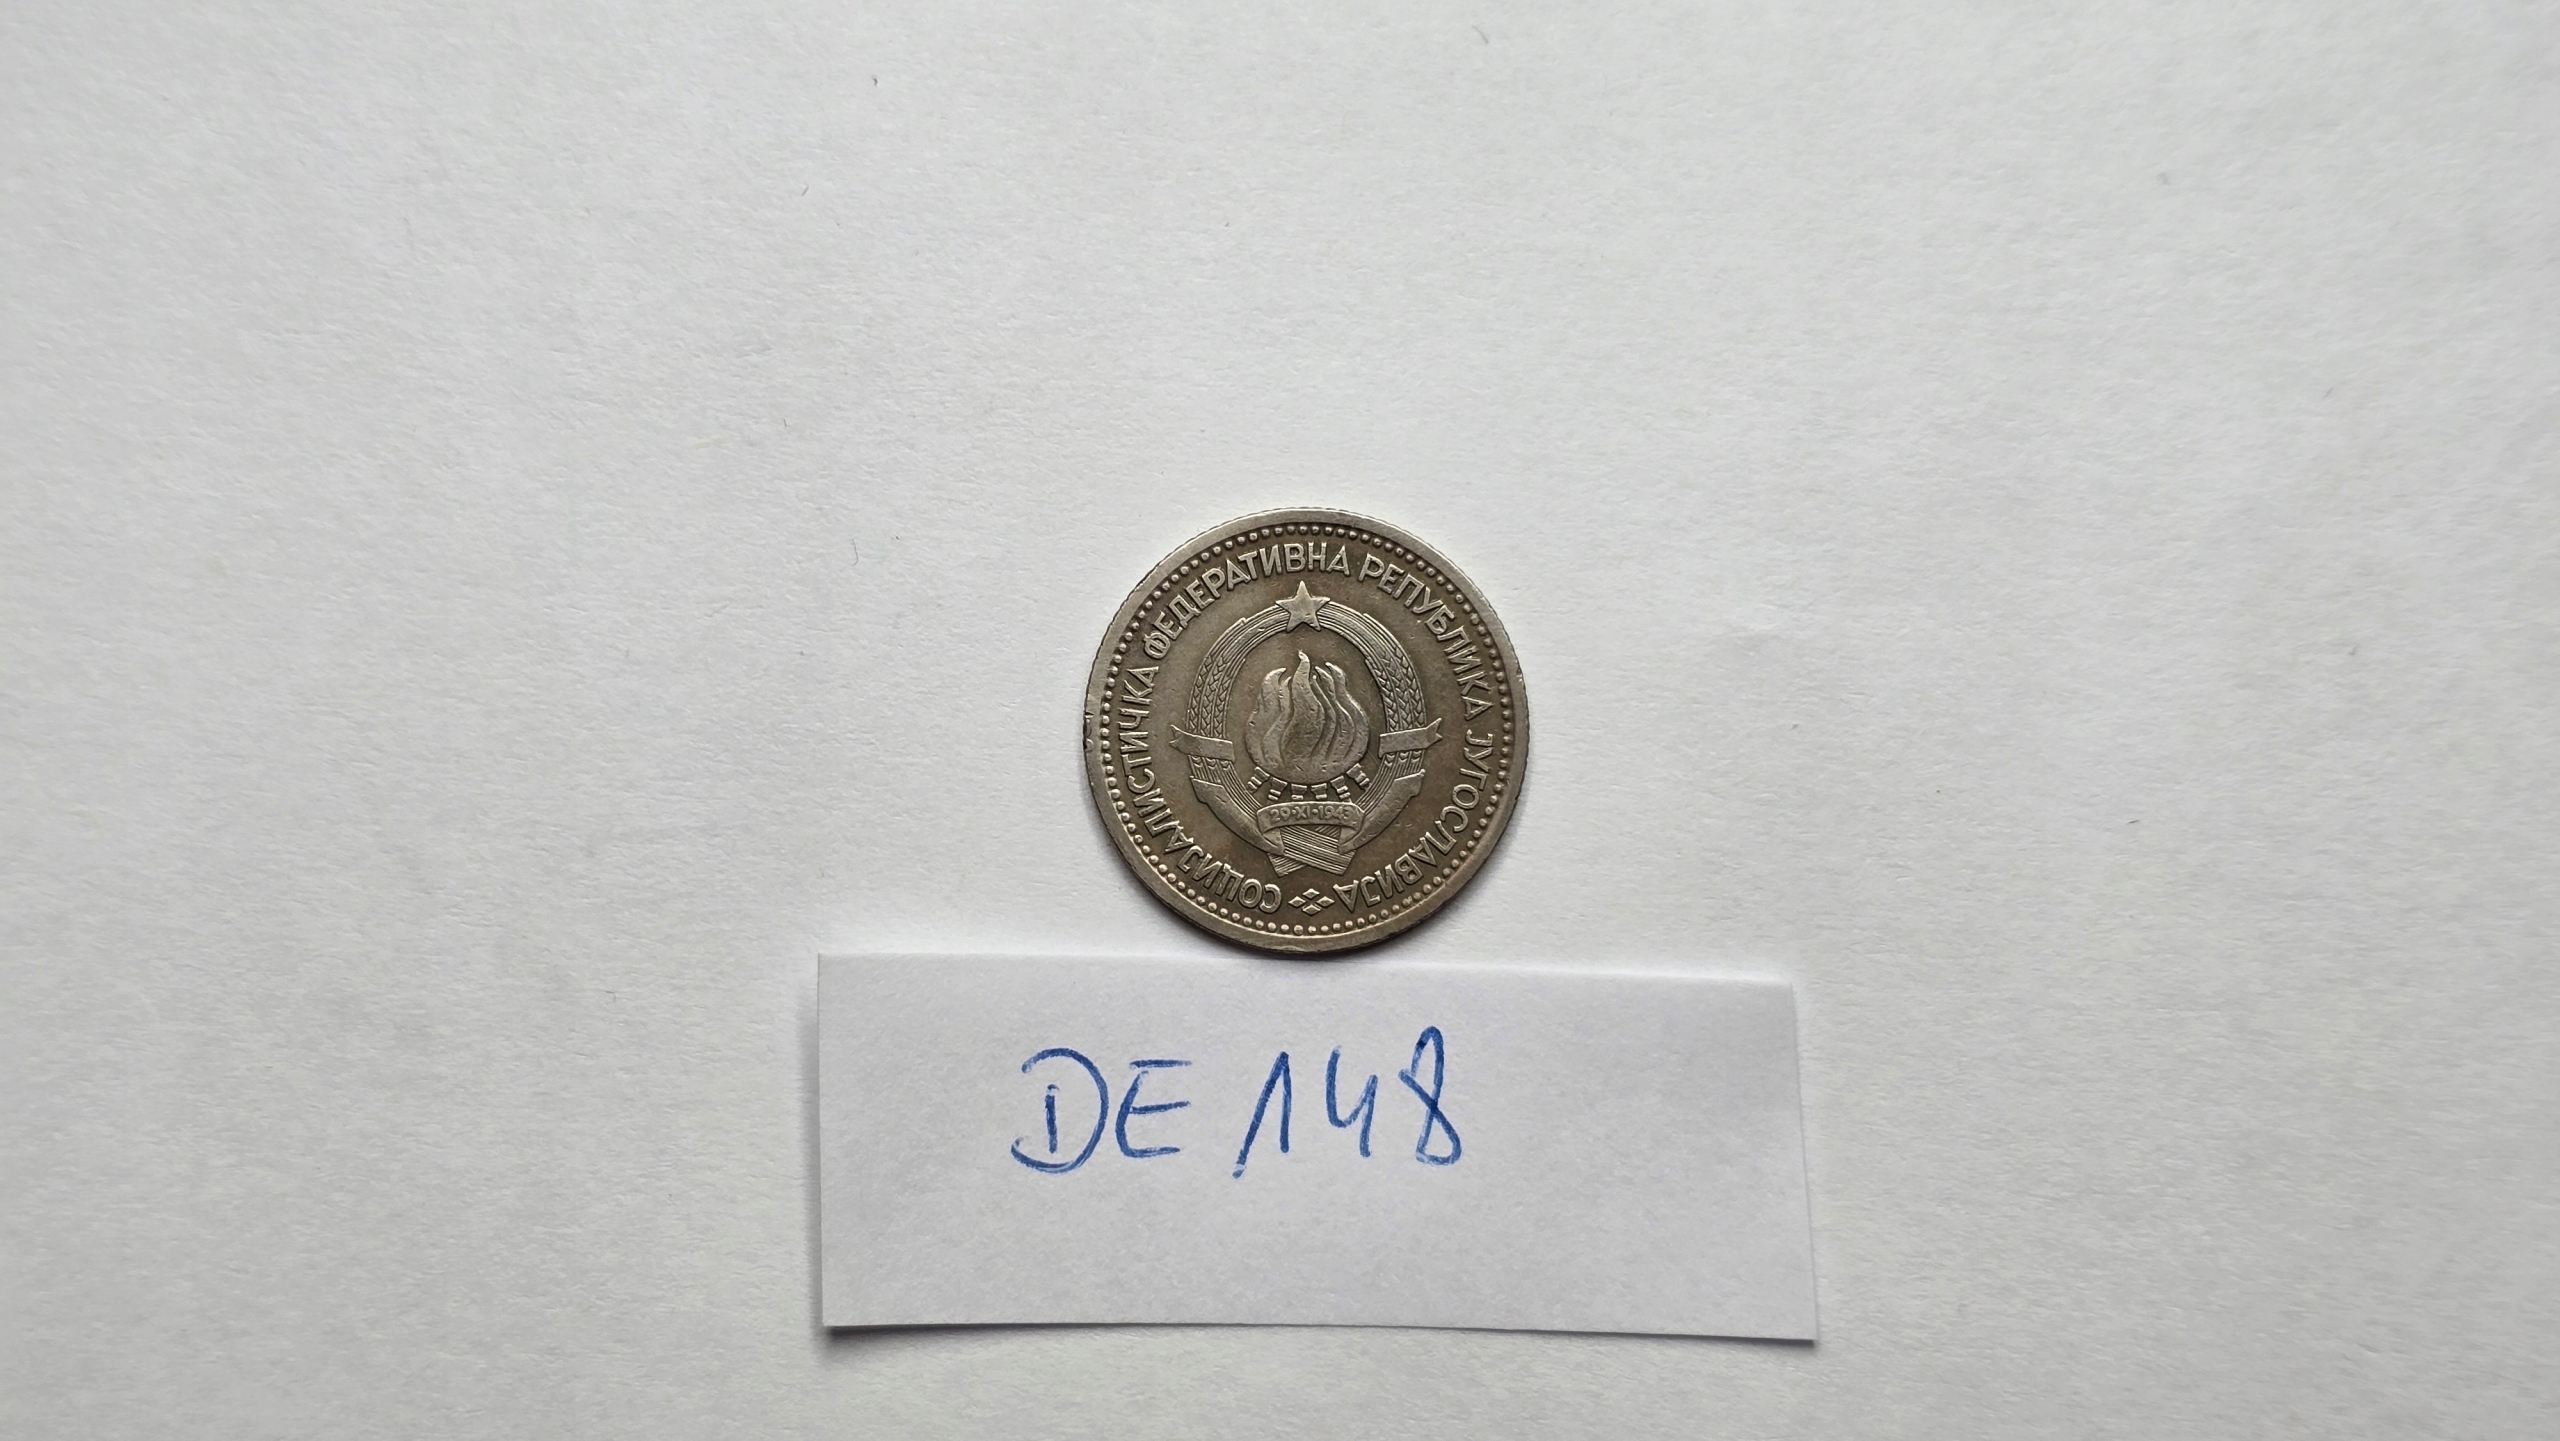 СОЦИЈАЛИСТИЧКА ФЕДЕРАТИВНА РЕПУБЛИКА ЈУГОСЛАВИЈА
29·XI·1943
DE 148